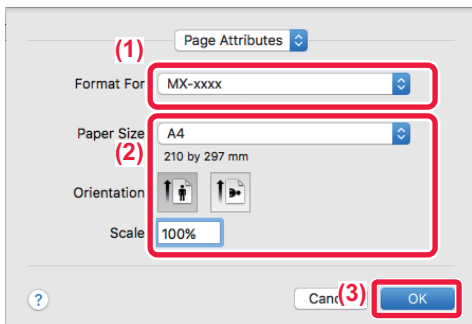 Page Attributes
(1)
Format For MX-xxxx
Paper Size A4
(2)
210 by 297 mm
Orientation
Scale 100%
? Canc (3) OK